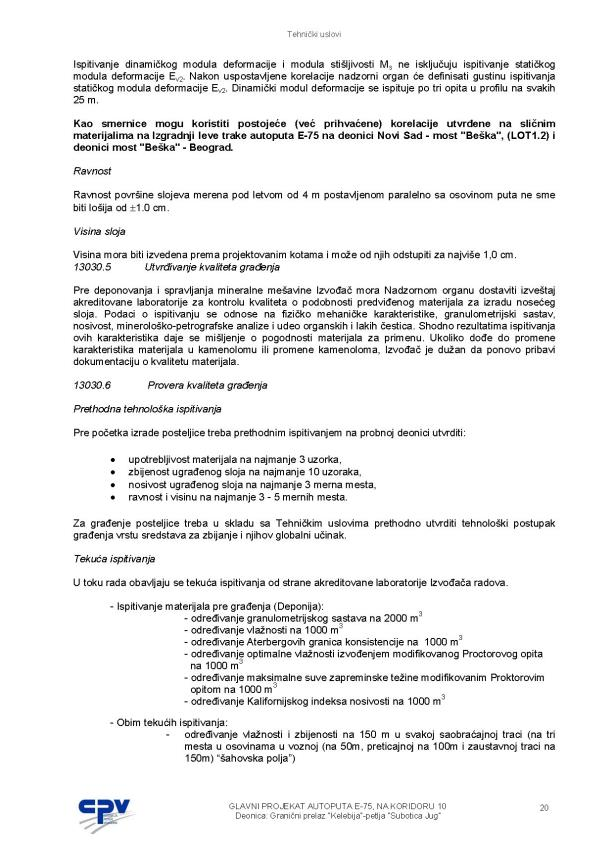 Tehnički uslovi
Ispitivanje dinamičkog modula deformacije i modula stišljivosti Ms ne isključuju ispitivanje statičkog
modula deformacije Ev2. Nakon uspostavljene korelacije nadzorni organ će definisati gustinu ispitivanja
statičkog modula deformacije Ev2. Dinamički modul deformacije se ispituje po tri opita u profilu na svakih
25 m.
Kao smernice mogu koristiti postojeće (već prihvaćene) korelacije utvrđene na sličnim
materijalima na Izgradnji leve trake autoputa E-75 na deonici Novi Sad - most "Beška", (LOT1.2) i
deonici most "Beška" - Beograd.
Ravnost
Ravnost površine slojeva merena pod letvom od 4 m postavljenom paralelno sa osovinom puta ne sme
biti lošija od ±1.0 cm.
Visina sloja
Visina mora biti izvedena prema projektovanim kotama i može od njih odstupiti za najviše 1,0 cm.
13030.5 Utvrđivanje kvaliteta građenja
Pre deponovanja i spravljanja mineralne mešavine Izvođač mora Nadzornom organu dostaviti izveštaj
akreditovane laboratorije za kontrolu kvaliteta o podobnosti predviđenog materijala za izradu nosećeg
sloja. Podaci o ispitivanju se odnose na fizičko mehaničke karakteristike, granulometrijski sastav,
nosivost, minerološko-petrografske analize i udeo organskih i lakih čestica. Shodno rezultatima ispitivanja
ovih karakteristika daje se mišljenje o pogodnosti materijala za primenu. Ukoliko dođe do promene
karakteristika materijala u kamenolomu ili promene kamenoloma, Izvođač je dužan da ponovo pribavi
dokumentaciju o kvalitetu materijala.
13030.6 Provera kvaliteta građenja
Prethodna tehnološka ispitivanja
Pre početka izrade posteljice treba prethodnim ispitivanjem na probnoj deonici utvrditi:
• upotrebljivost materijala na najmanje 3 uzorka,
• zbijenost ugrađenog sloja na najmanje 10 uzoraka,
• nosivost ugrađenog sloja na najmanje 3 merna mesta,
• ravnost i visinu na najmanje 3 - 5 mernih mesta.
Za građenje posteljice treba u skladu sa Tehničkim uslovima prethodno utvrditi tehnološki postupak
građenja vrstu sredstava za zbijanje i njihov globalni učinak.
Tekuća ispitivanja
U toku rada obavljaju se tekuća ispitivanja od strane akreditovane laboratorije Izvođača radova.
- Ispitivanje materijala pre građenja (Deponija):
- određivanje granulometrijskog sastava na 2000 m3
- određivanje vlažnosti na 1000 m3
- određivanje Aterbergovih granica konsistencije na 1000 m3
- određivanje optimalne vlažnosti izvođenjem modifikovanog Proctorovog opita
na 1000 m3
- određivanje maksimalne suve zapreminske težine modifikovanim Proktorovim
opitom na 1000 m3
- određivanje Kalifornijskog indeksa nosivosti na 1000 m3
- Obim tekućih ispitivanja:
- određivanje vlažnosti i zbijenosti na 150 m u svakoj saobraćajnoj traci (na tri
mesta u osovinama u voznoj (na 50m, preticajnoj na 100m i zaustavnoj traci na
150m) "šahovska polja")
CPV
GLAVNI PROJEKAT AUTOPUTA E-75, NA KORIDORU 10
Deonica: Granični prelaz "Kelebija"-petlja "Subotica Jug"
20